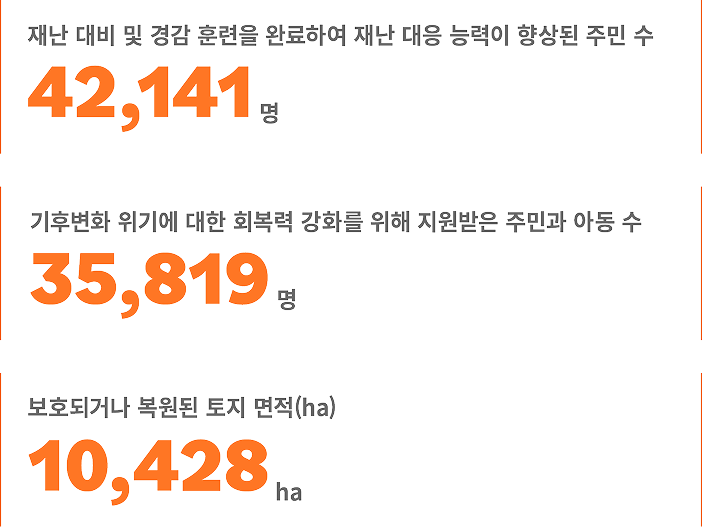 재난 대비 및 경감 훈련을 완료하여 재난 대응 능력이 향상된 주민 수
42,141 명
기후변화 위기에 대한 회복력 강화를 위해 지원받은 주민과 아동 수
35,819 명
보호되거나 복원된 토지 면적(ha)
10,428 ha